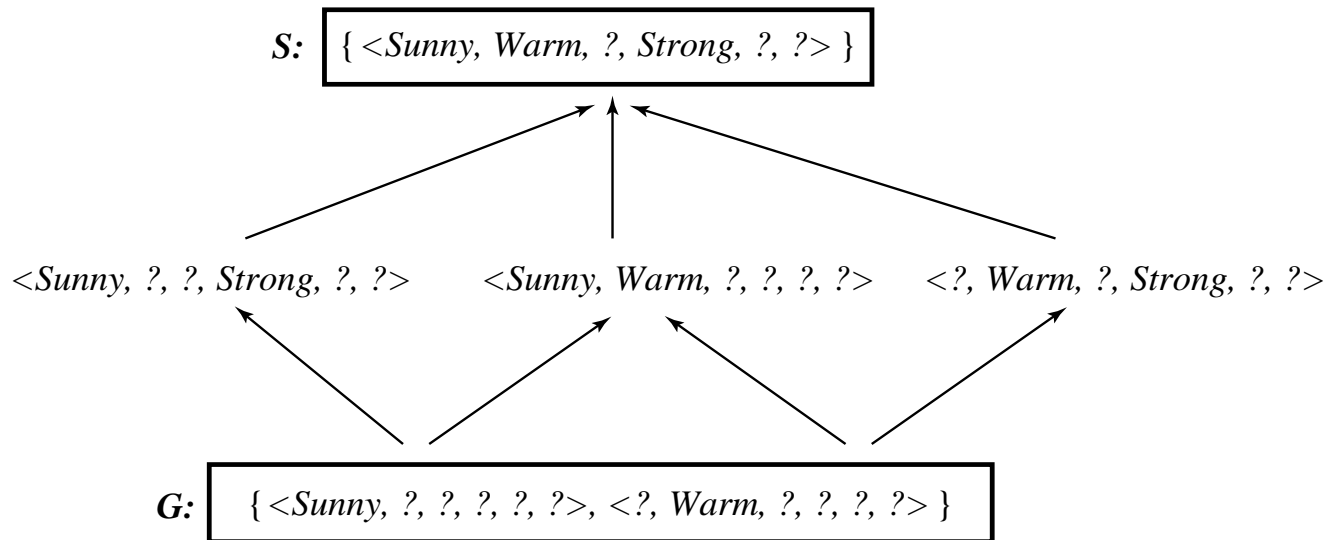 S: { <Sunny, Warm, ?, Strong, ?, ?> }
<Sunny, ?, ?, Strong, ?, ?> <Sunny, Warm, ?, ?, ?, ?> <?, Warm, ?, Strong, ?, ?>
G: { <Sunny, ?, ?, ?, ?, ?>, <?, Warm, ?, ?, ?, ?> }